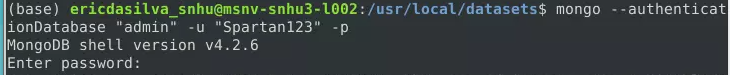 (base) ericdasilva_snhu@msnv-snhu3-l002:/usr/local/datasets$ mongo --authenticat
ionDatabase "admin" -u "Spartan123" -p
MongoDB shell version v4.2.6
Enter password: